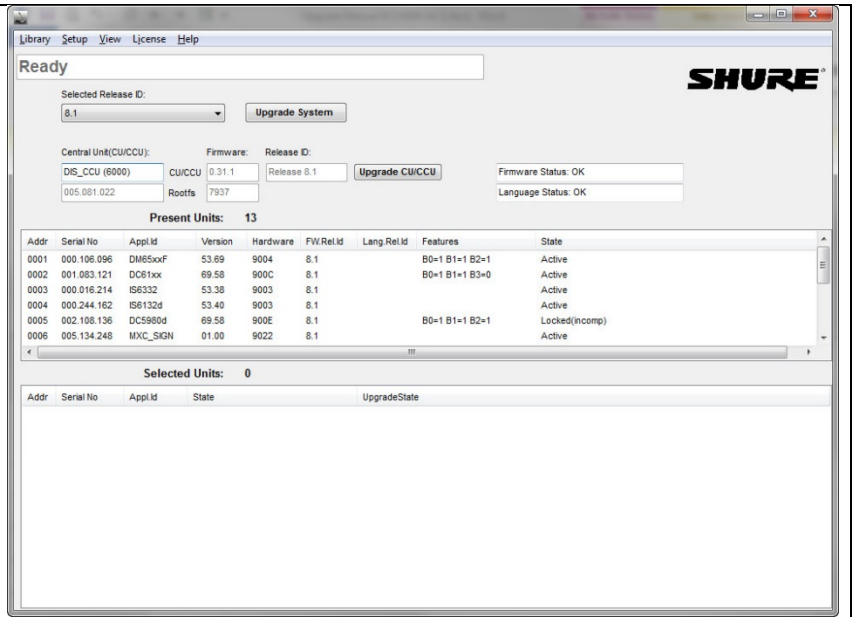 Library Setup View License Help
Ready
SHURE
Selected Release ID:
8.1 Upgrade System
Central Unit(CU/CCU): Firmware: Release ID:
DIS_CCU (6000) CU/CCU 0.31.1 Release 8.1 Upgrade CU/CCU Firmware Status: OK
005.081.022 Rootfs 7937 Language Status: OK
Present Units: 13
Addr Serial No Appl.Id Version Hardware FW.Rel.Id Lang.Rel.Id Features State
0001 000.106.096 DM65xxF 53.69 9004 8.1 B0=1 B1=1 B2=1 Active
0002 001.083.121 DC61xx 69.58 900C 8.1 B0=1 B1=1 B3=0 Active
0003 000.016.214 IS6332 53.38 9003 8.1 Active
0004 000.244.162 IS6132d 53.40 9003 8.1 Active
0005 002.108.136 DC5980d 69.58 900E 8.1 B0=1 B1=1 B2=1 Locked(incomp)
0006 005.134.248 MXC_SIGN 01.00 9022 8.1 Active
Selected Units: 0
Addr Serial No Appl.Id State UpgradeState